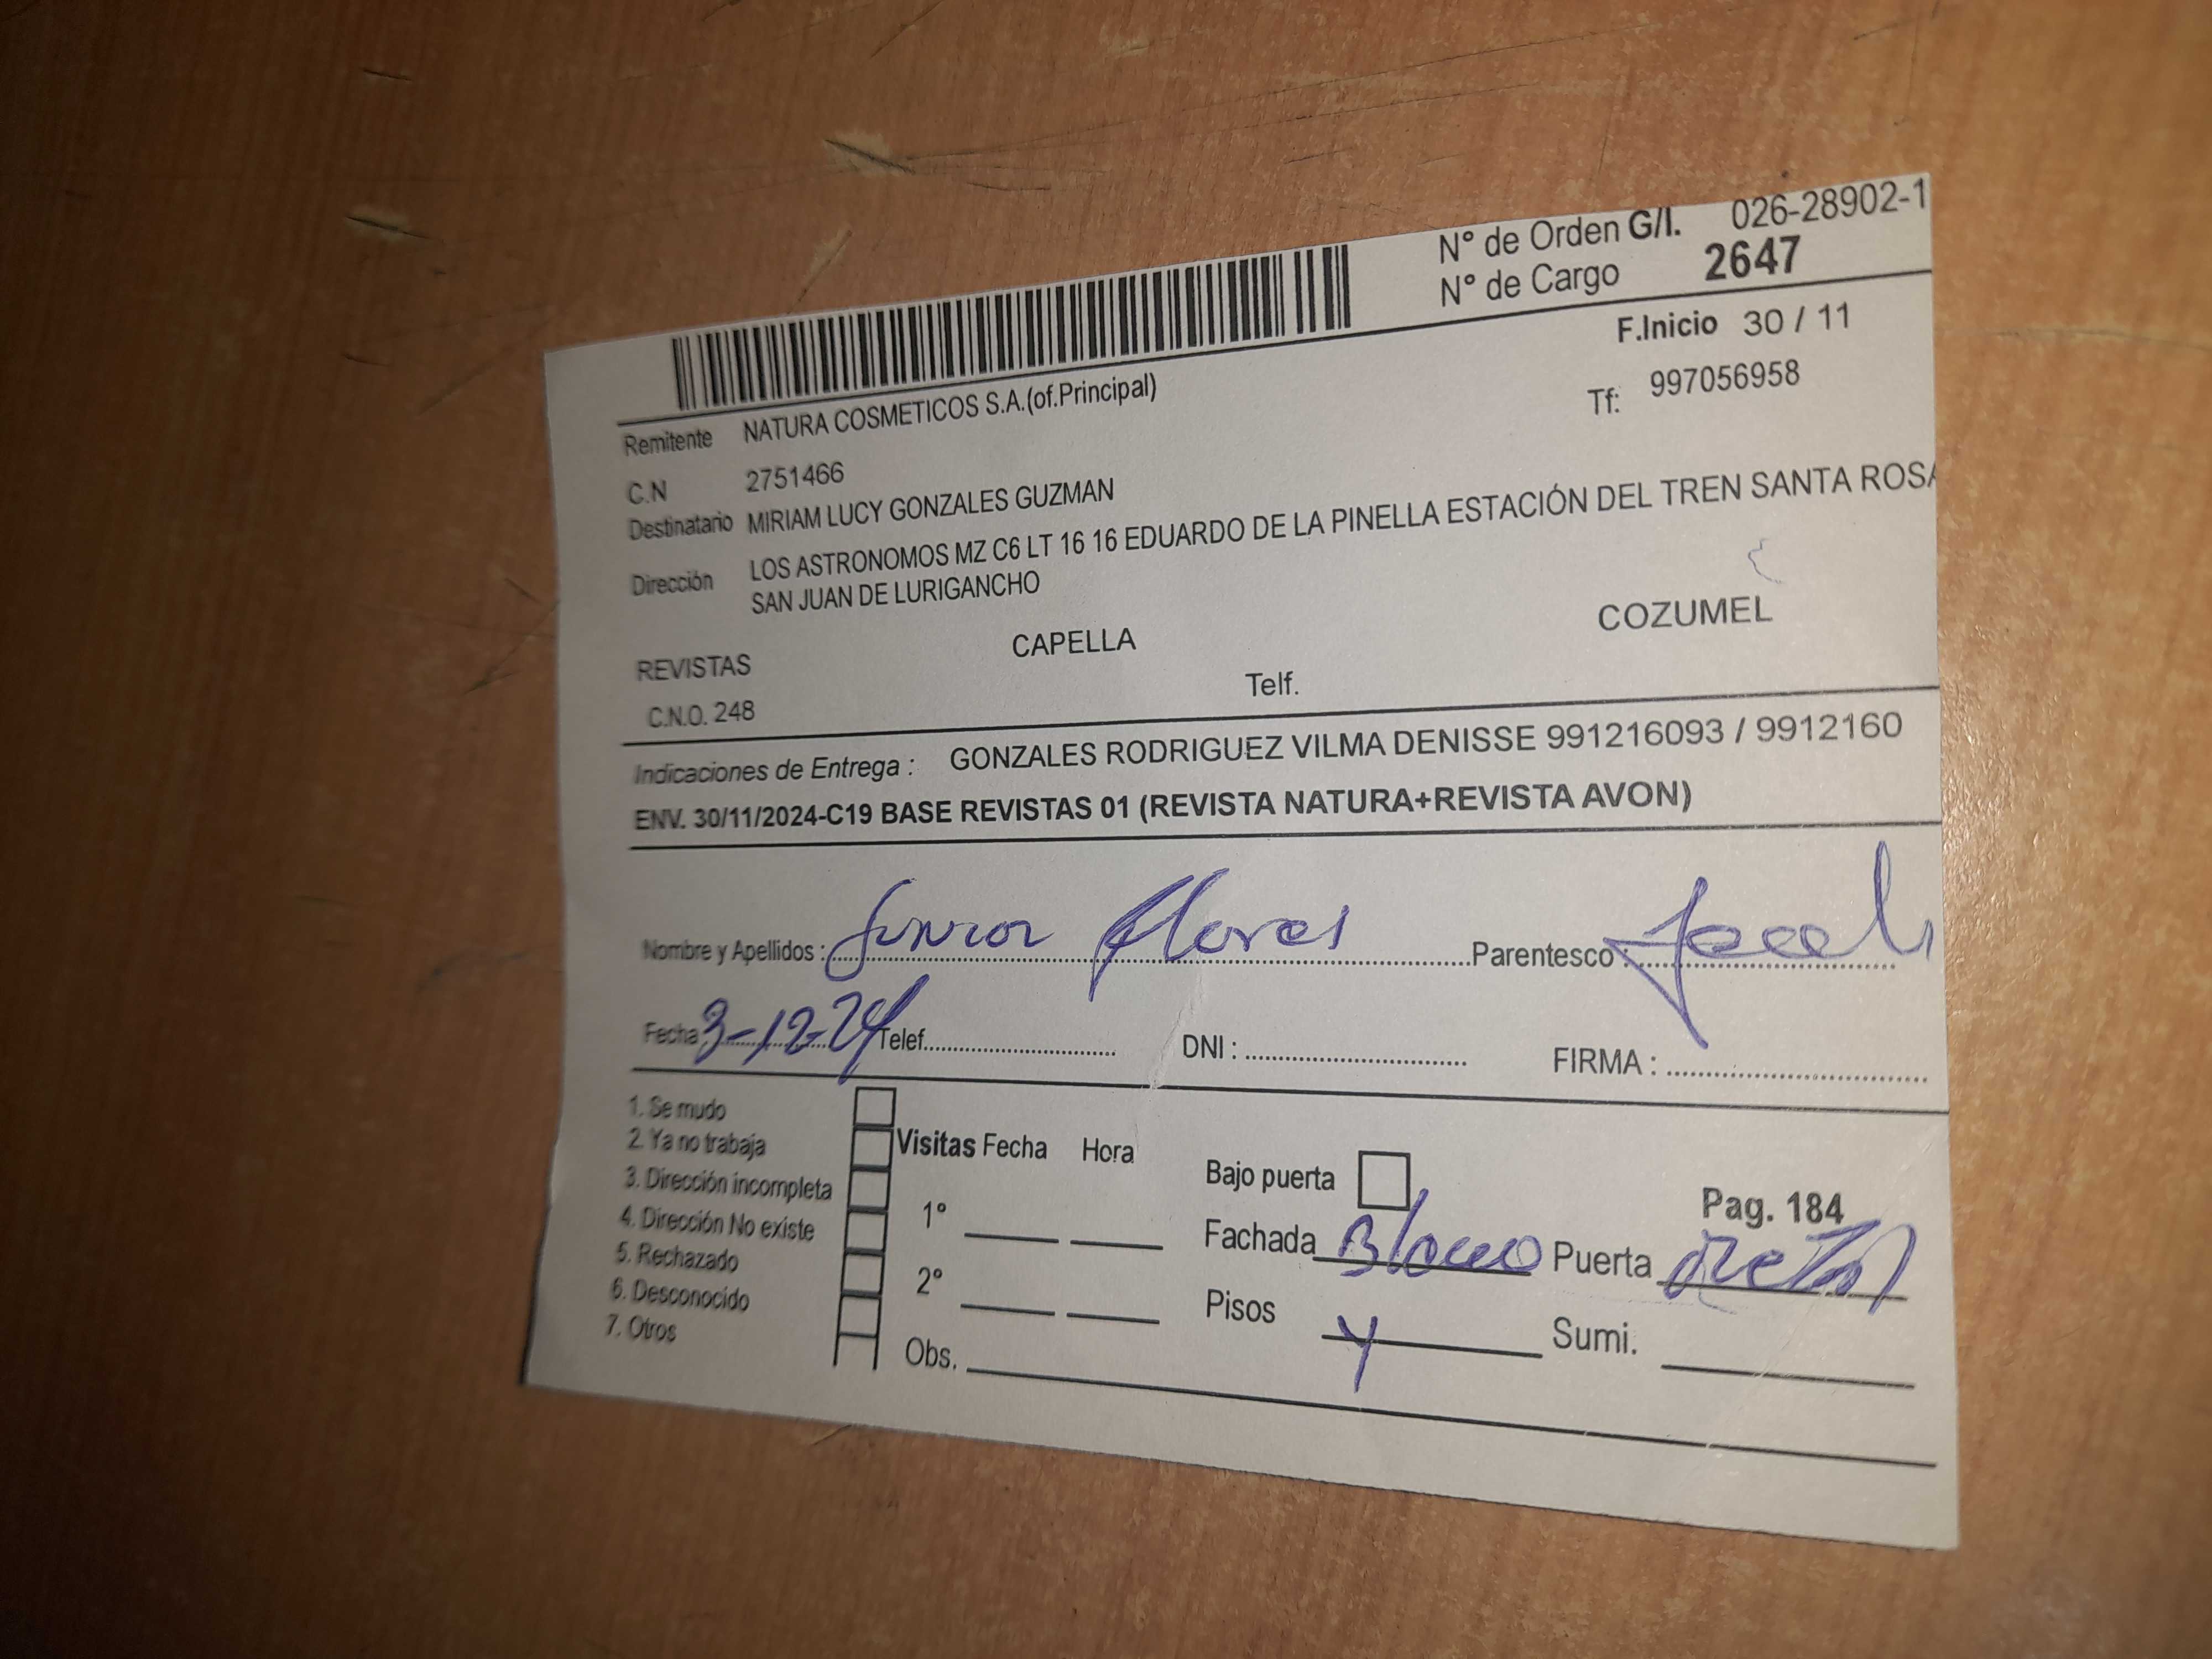 N° de Orden G/I. 026-28902-1
N° de Cargo 2647
F.Inicio 30 / 11
Remitente NATURA COSMETICOS S.A.(of.Principal) Tf: 997056958
C.N 2751466
Destinatario MIRIAM LUCY GONZALES GUZMAN
Dirección LOS ASTRONOMOS MZ C6 LT 16 16 EDUARDO DE LA PINELLA ESTACIÓN DEL TREN SANTA ROSA
SAN JUAN DE LURIGANCHO
REVISTAS CAPELLA COZUMEL
C.N.O. 248 Telf.
Indicaciones de Entrega : GONZALES RODRIGUEZ VILMA DENISSE 991216093 / 9912160
ENV. 30/11/2024-C19 BASE REVISTAS 01 (REVISTA NATURA+REVISTA AVON)
Nombre y Apellidos : Junior flores Parentesco :
Fecha 3-12-24 Telef. DNI : FIRMA :
1. Se mudo
2. Ya no trabaja
3. Dirección incompleta
4. Dirección No existe
5. Rechazado
6. Desconocido
7. Otros
Visitas Fecha Hora
1°
2°
Obs.
Bajo puerta
Pag. 184
Fachada Blanco Puerta metal
Pisos 4 Sumi.